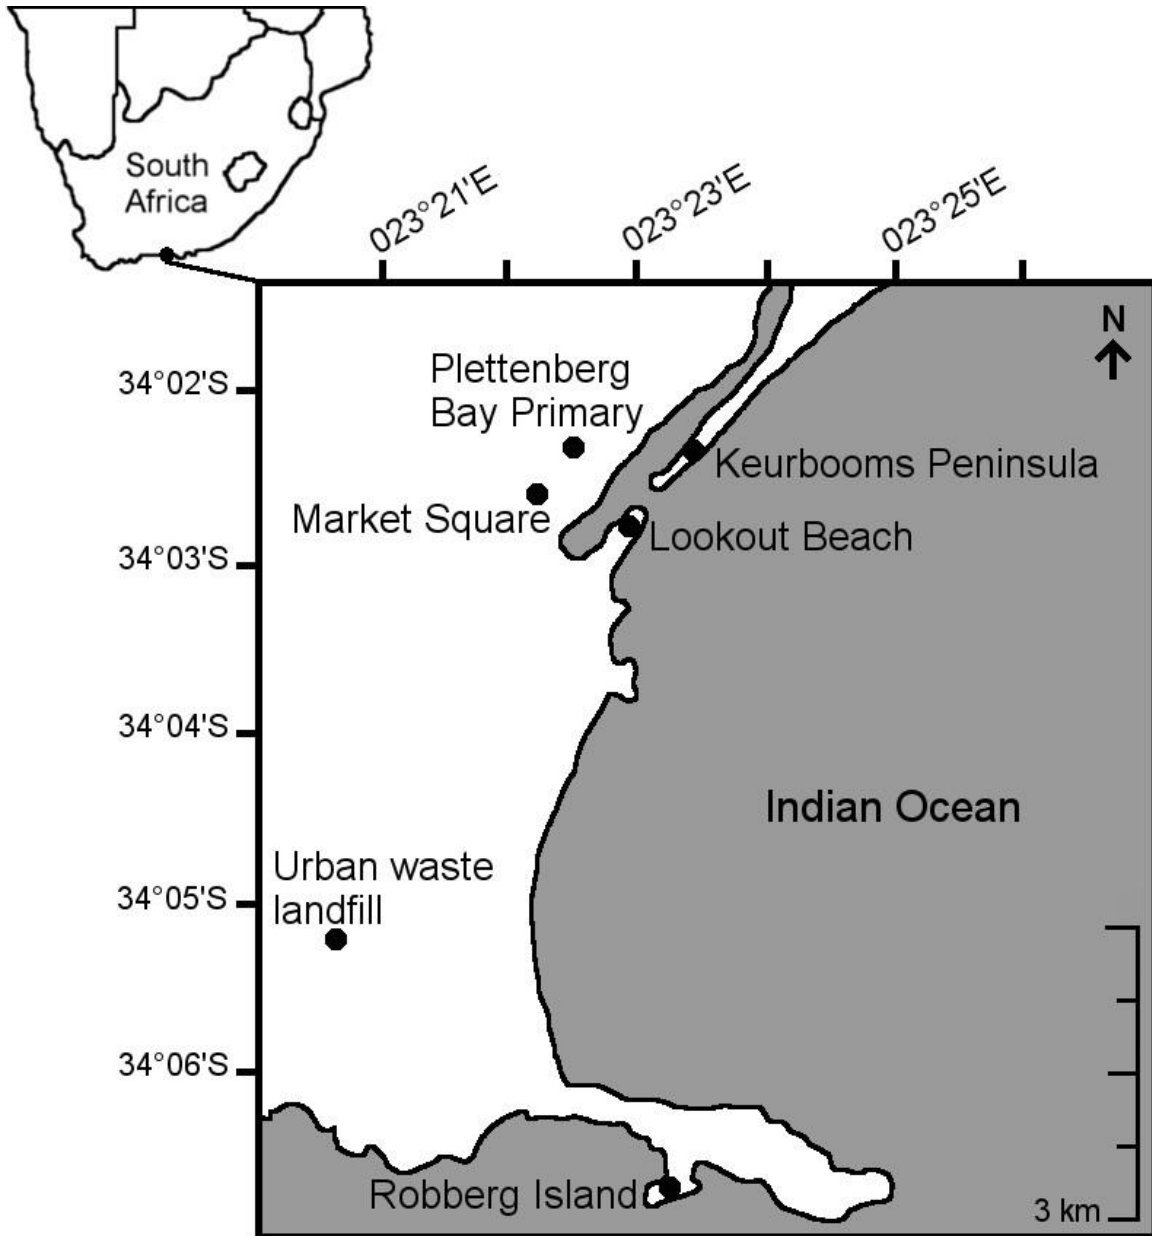 South
Africa
023°21'E
023°23'E
023°25'E
N
Plettenberg
Bay Primary
34°02'S
Keurbooms Peninsula
Market Square
Lookout Beach
34°03'S
34°04'S
Indian Ocean
Urban waste
landfill
34°05'S
34°06'S
Robberg Island
3 km